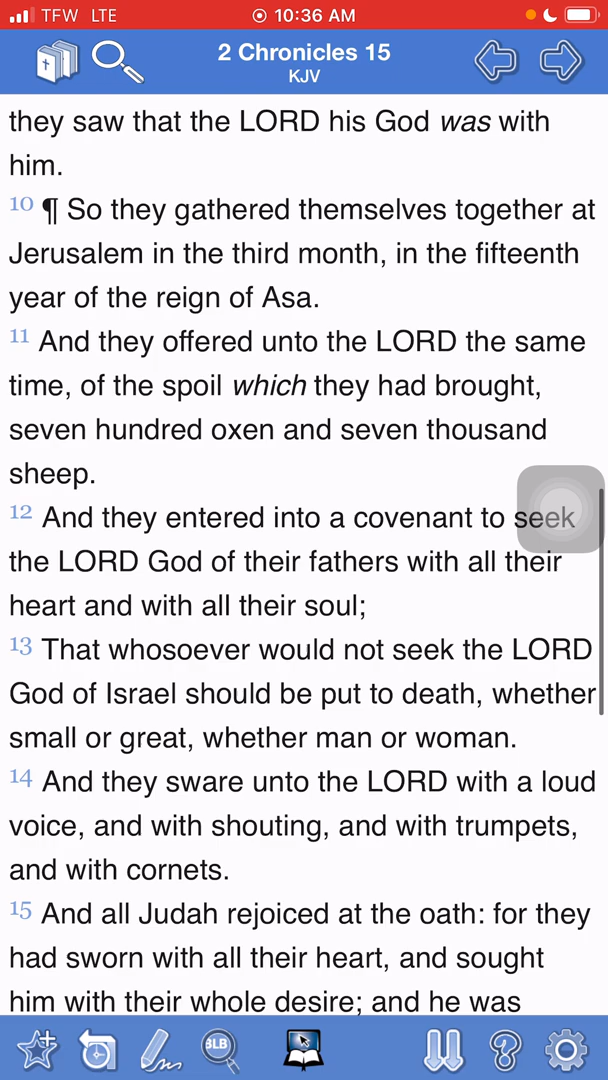 TFW LTE 10:36 AM
2 Chronicles 15
KJV
they saw that the LORD his God was with
him.
10 ¶ So they gathered themselves together at
Jerusalem in the third month, in the fifteenth
year of the reign of Asa.
11 And they offered unto the LORD the same
time, of the spoil which they had brought,
seven hundred oxen and seven thousand
sheep.
12 And they entered into a covenant to seek
the LORD God of their fathers with all their
heart and with all their soul;
13 That whosoever would not seek the LORD
God of Israel should be put to death, whether
small or great, whether man or woman.
14 And they sware unto the LORD with a loud
voice, and with shouting, and with trumpets,
and with cornets.
15 And all Judah rejoiced at the oath: for they
had sworn with all their heart, and sought
him with their whole desire; and he was
BLB